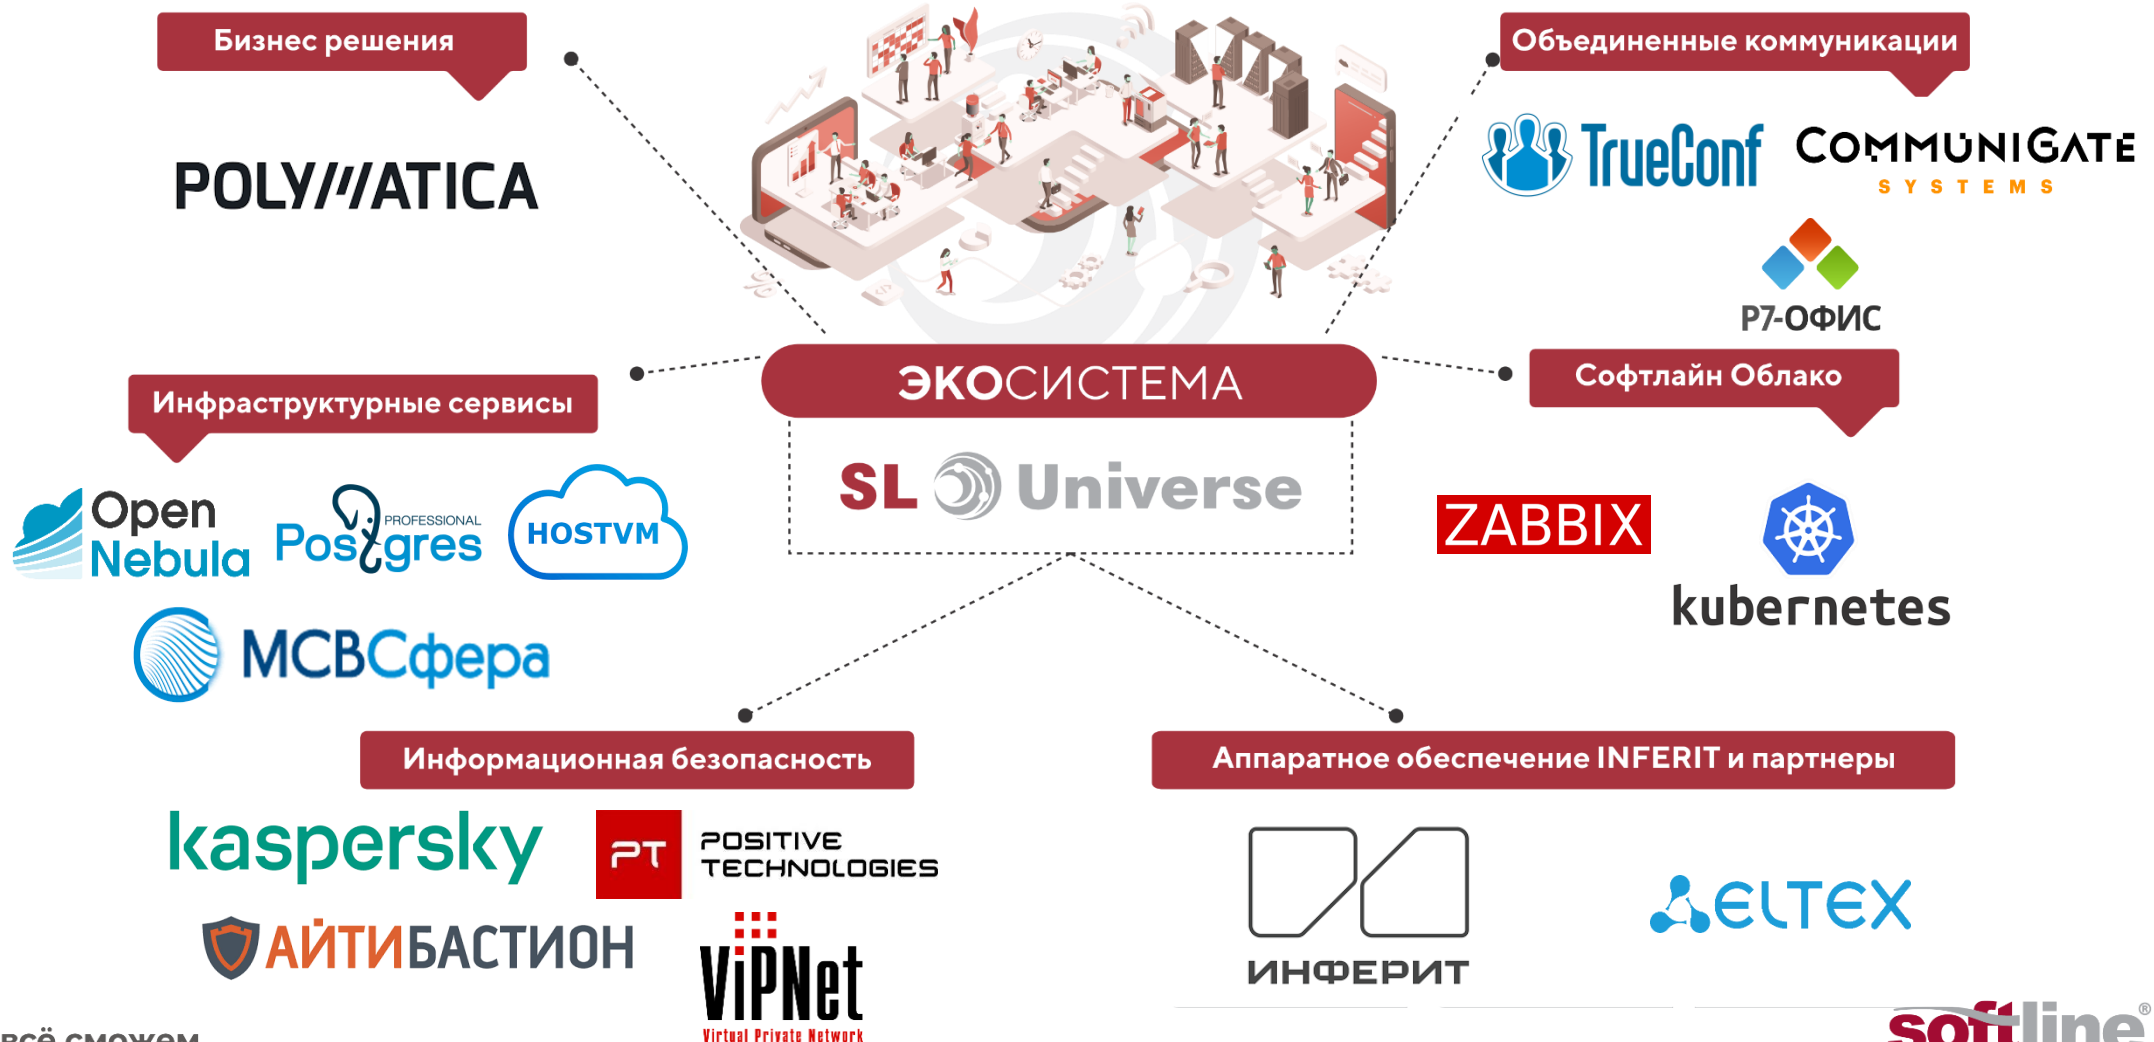 Бизнес решения
POLYMATICA
Объединенные коммуникации
TrueConf
COMMUNIGATE
SYSTEMS
Р7-ОФИС
ЭКОСИСТЕМА
SL Universe
Инфраструктурные сервисы
Open
Nebula
PROFESSIONAL
Postgres
HOSTVM
МСВСфера
Софтлайн Облако
ZABBIX
kubernetes
Информационная безопасность
kaspersky
PT
POSITIVE
TECHNOLOGIES
АЙТИБАСТИОН
ViPNet
Virtual Private Network
Аппаратное обеспечение INFERIT и партнеры
ИНФЕРИТ
ELTEX
всё сможем
softline®